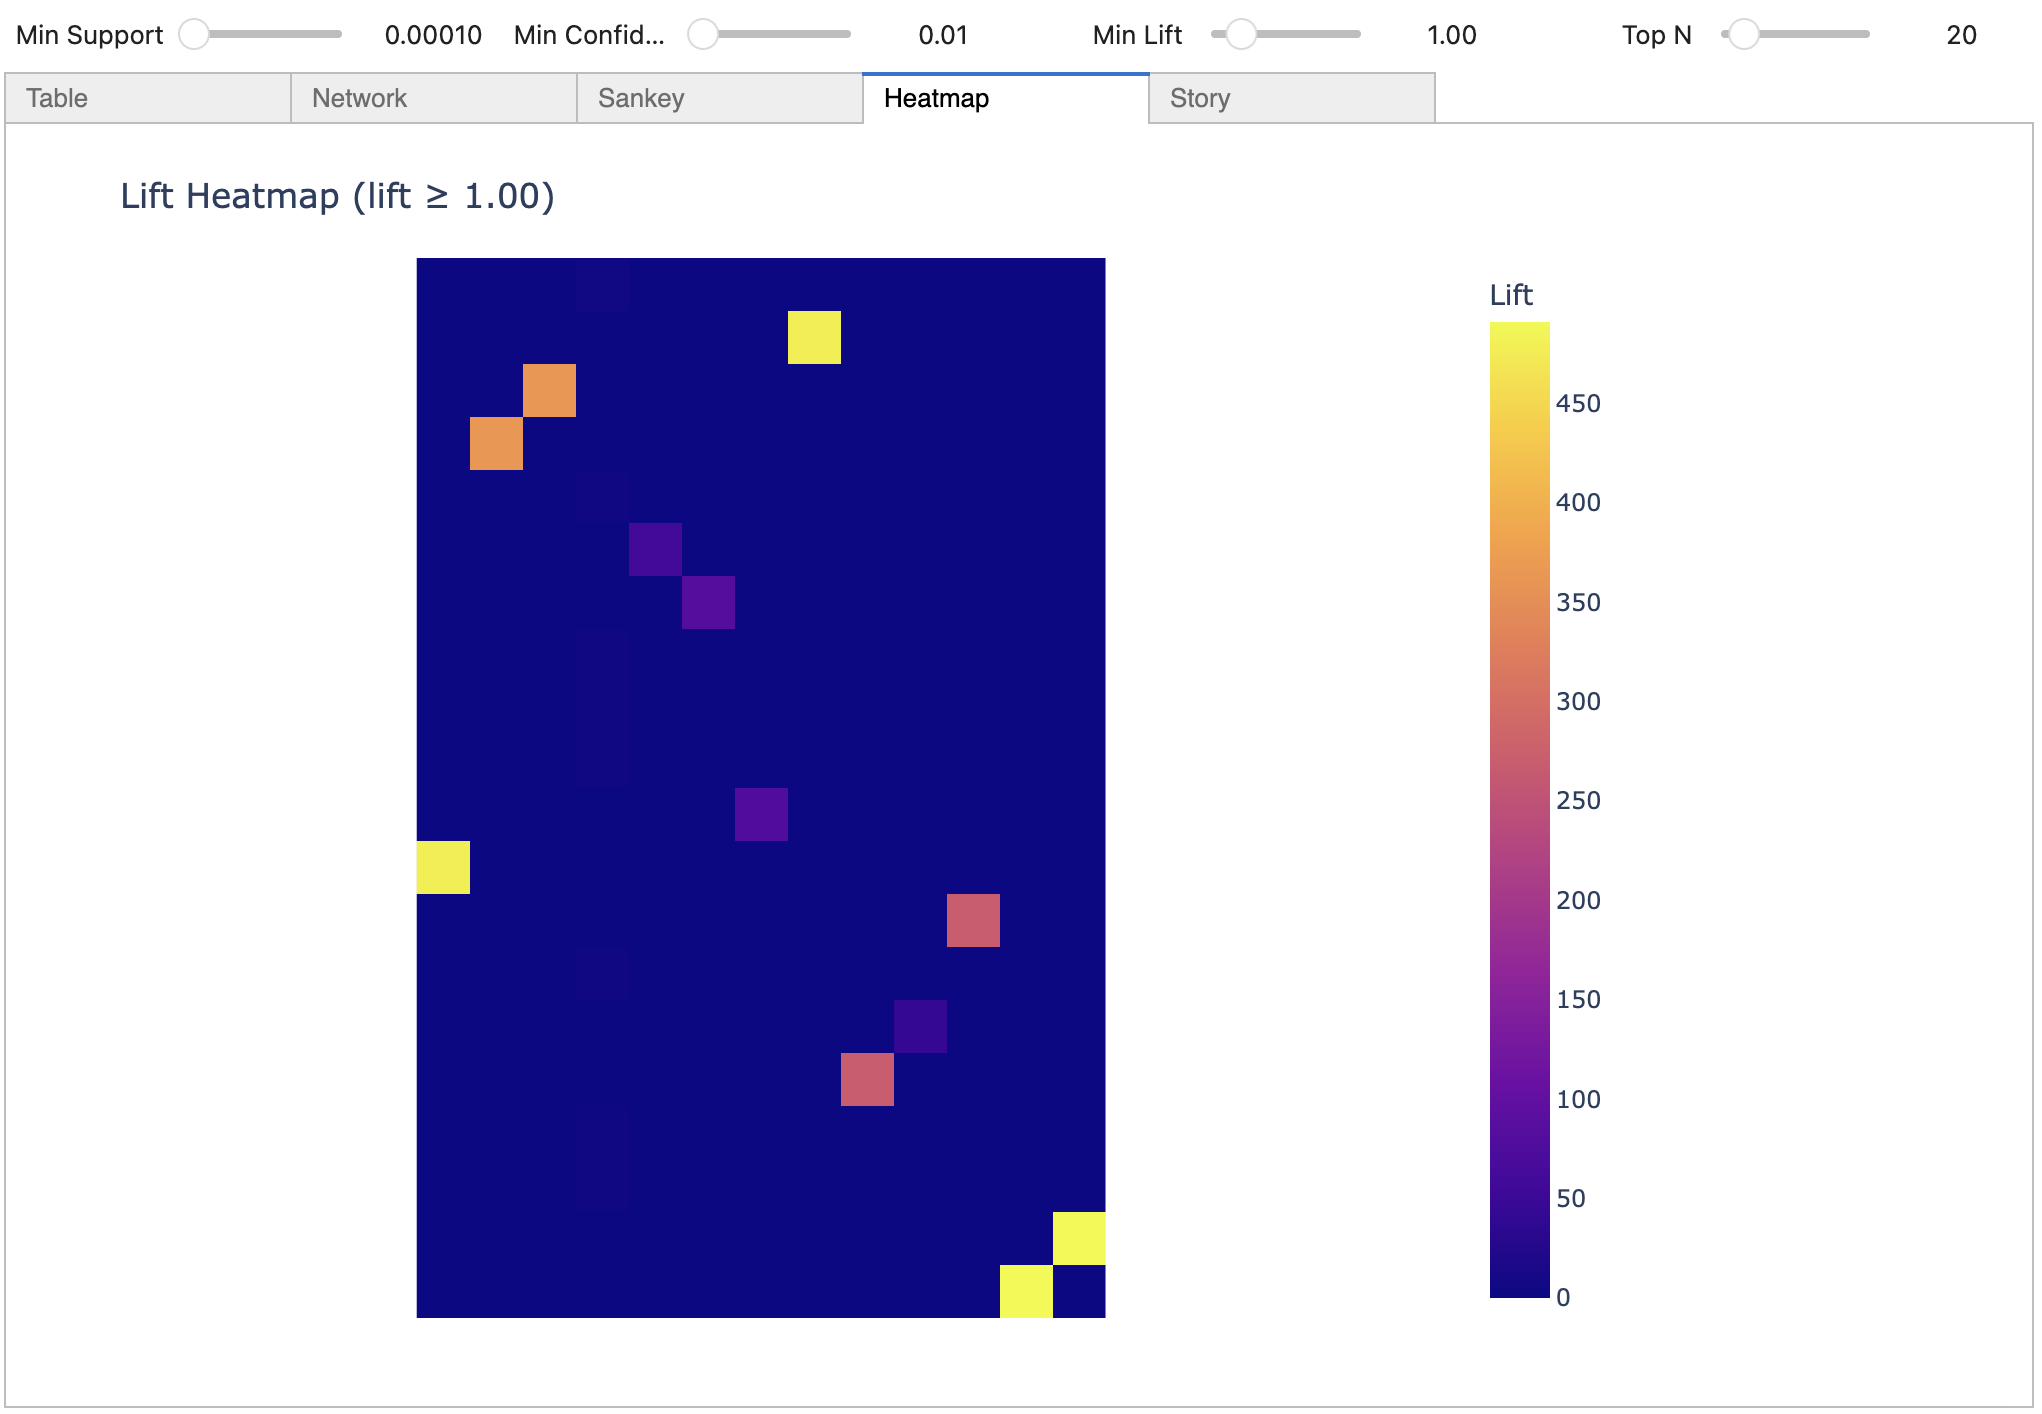 Min Support 0.00010 Min Confid... 0.01 Min Lift 1.00 Top N 20
Table Network Sankey Heatmap Story
Lift Heatmap (lift ≥ 1.00)
Lift
450
400
350
300
250
200
150
100
50
0